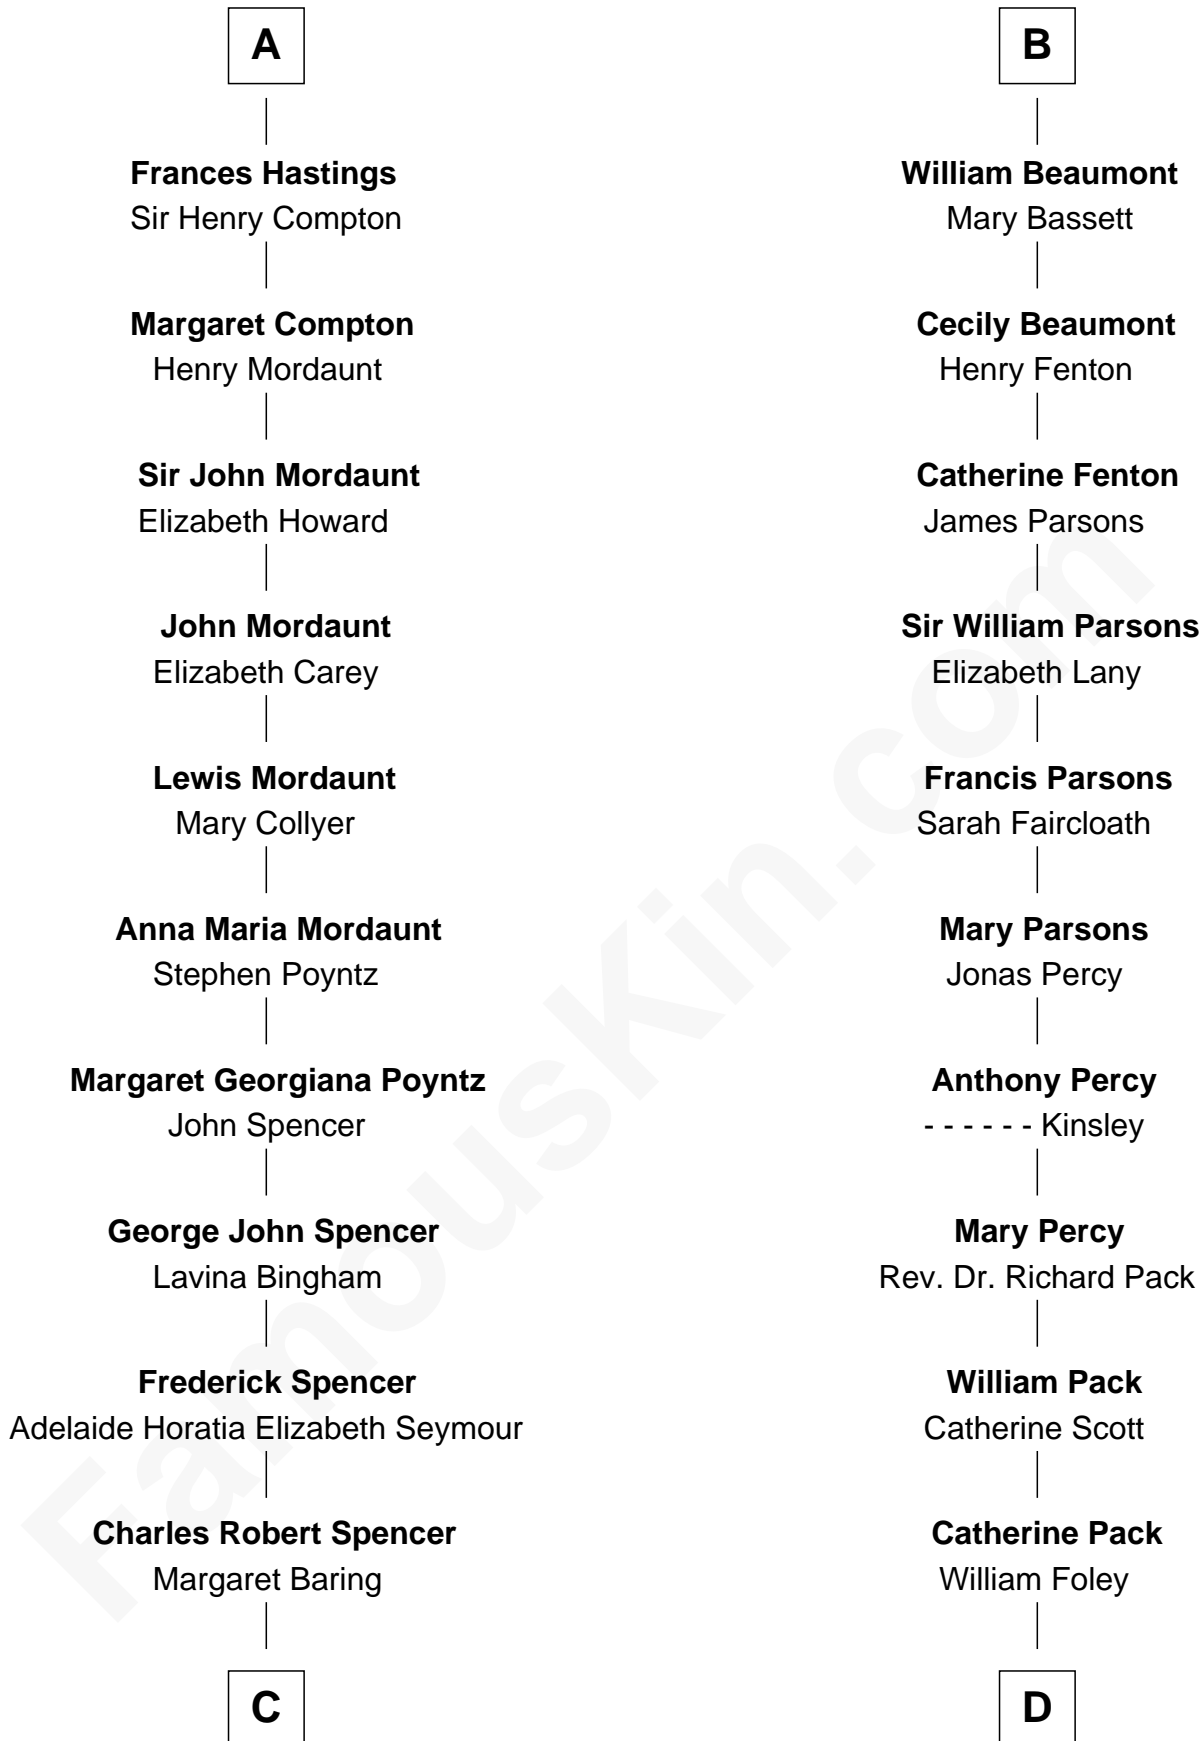 A
Frances Hastings
Sir Henry Compton
Margaret Compton
Henry Mordaunt
Sir John Mordaunt
Elizabeth Howard
John Mordaunt
Elizabeth Carey
Lewis Mordaunt
Mary Collyer
Anna Maria Mordaunt
Stephen Poyntz
Margaret Georgiana Poyntz
John Spencer
George John Spencer
Lavina Bingham
Frederick Spencer
Adelaide Horatia Elizabeth Seymour
Charles Robert Spencer
Margaret Baring
C
B
William Beaumont
Mary Bassett
Cecily Beaumont
Henry Fenton
Catherine Fenton
James Parsons
Sir William Parsons
Elizabeth Lany
Francis Parsons
Sarah Faircloath
Mary Parsons
Jonas Percy
Anthony Percy
- - - - - - Kinsley
Mary Percy
Rev. Dr. Richard Pack
William Pack
Catherine Scott
Catherine Pack
William Foley
D
FamousKin.com